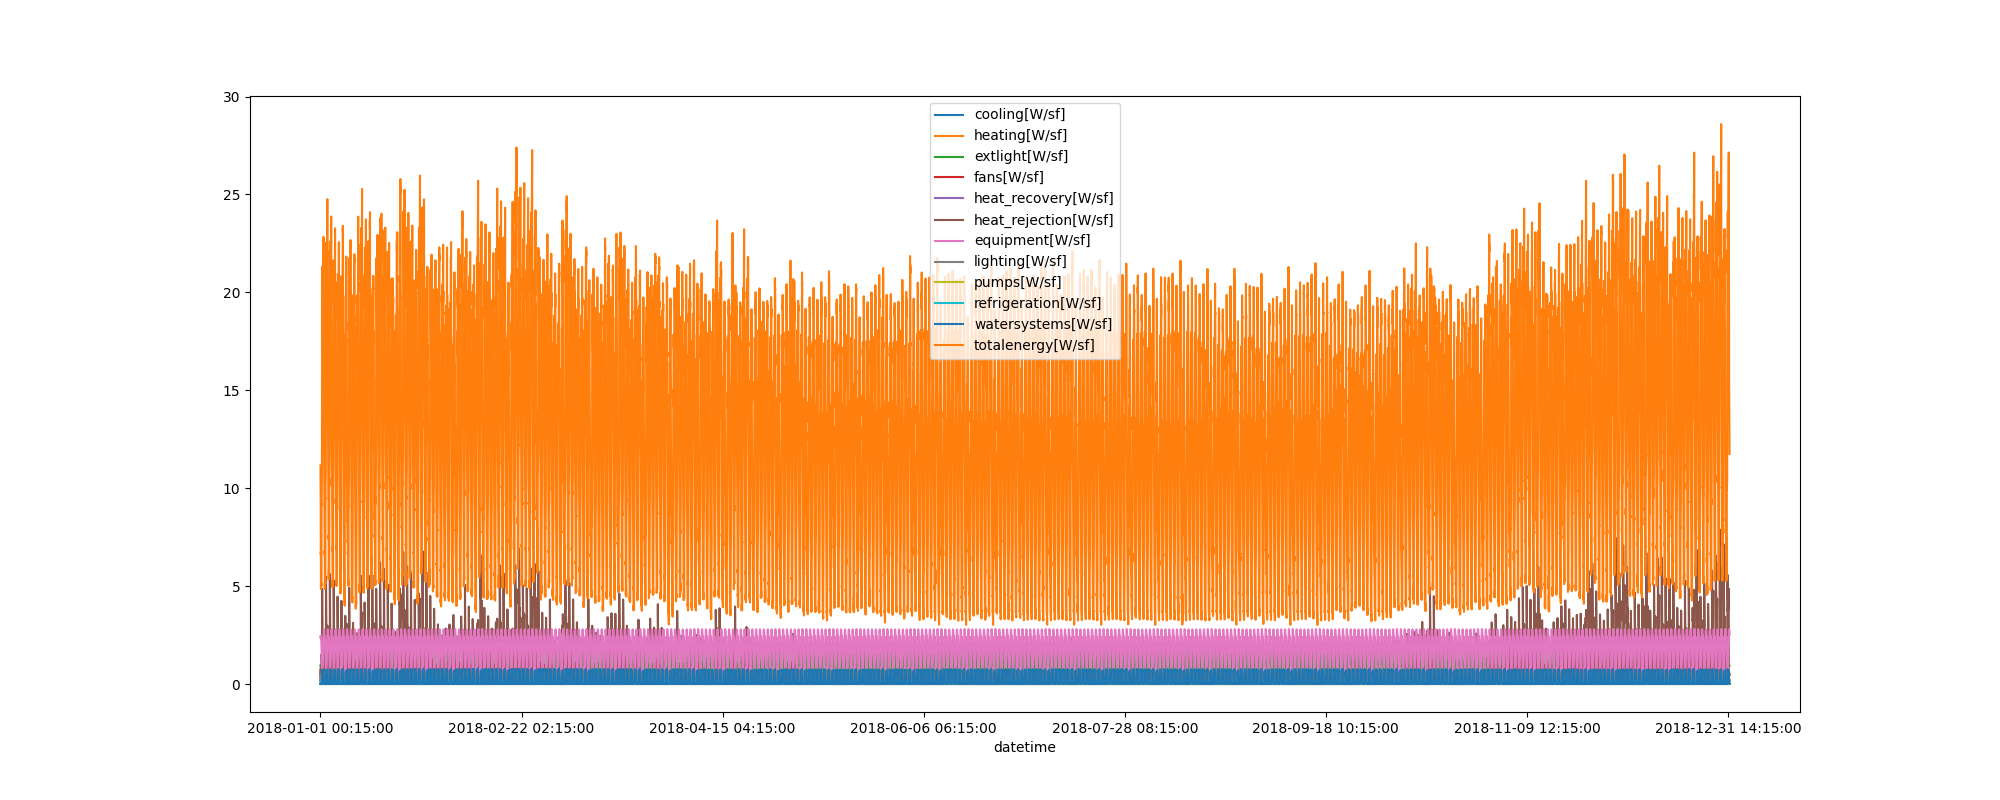 30
25
20
15
10
5
0
cooling[W/sf]
heating[W/sf]
extlight[W/sf]
fans[W/sf]
heat_recovery[W/sf]
heat_rejection[W/sf]
equipment[W/sf]
lighting[W/sf]
pumps[W/sf]
refrigeration[W/sf]
watersystems[W/sf]
totalenergy[W/sf]
2018-01-01 00:15:00 2018-02-22 02:15:00 2018-04-15 04:15:00 2018-06-06 06:15:00 2018-07-28 08:15:00 2018-09-18 10:15:00 2018-11-09 12:15:00 2018-12-31 14:15:00
datetime